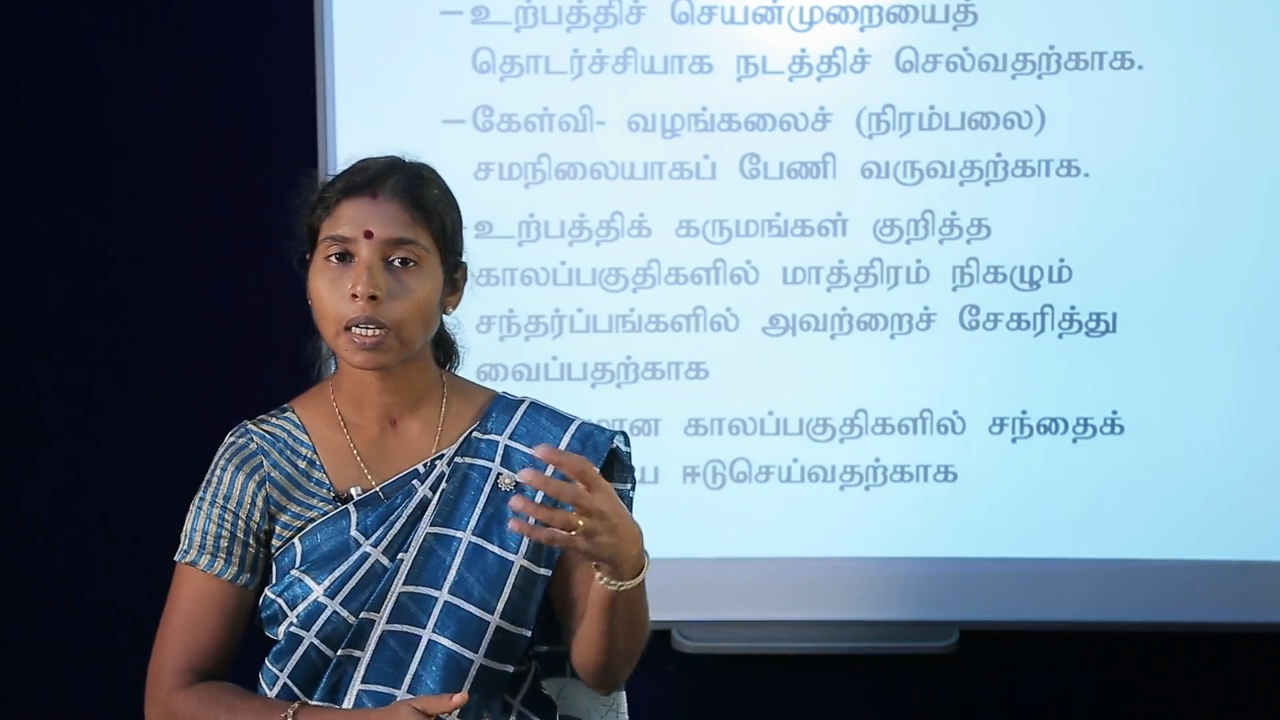 –உற்பத்திச் செயன்முறையைத்
தொடர்ச்சியாக நடத்திச் செல்வதற்காக.
–கேள்வி- வழங்கலைச் (நிரம்பலை)
சமநிலையாகப் பேணி வருவதற்காக.
உற்பத்திக் கருமங்கள் குறித்த
காலப்பகுதிகளில் மாத்திரம் நிகழும்
சந்தர்ப்பங்களில் அவற்றைச் சேகரித்து
வைப்பதற்காக
காலப்பகுதிகளில் சந்தைக்
ஈடுசெய்வதற்காக